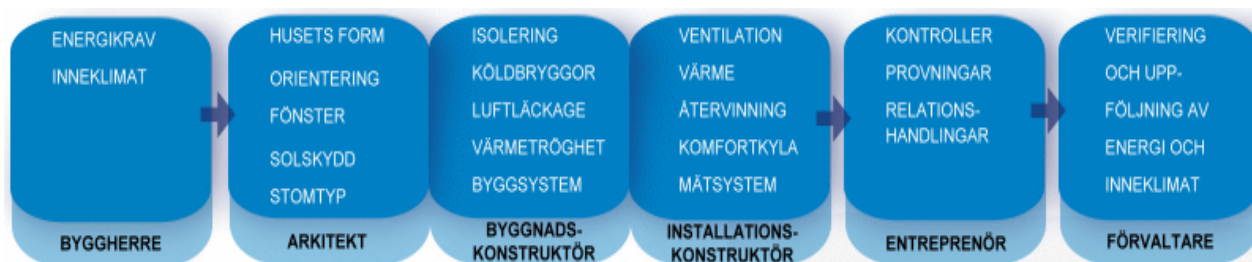 ENERGIKRAV
INNEKLIMAT
BYGGHERRE
HUSETS FORM
ORIENTERING
FÖNSTER
SOLSKYDD
STOMTYP
ARKITEKT
ISOLERING
KÖLDBRYGGOR
LUFTLÄCKAGE
VÄRMETRÖGHET
BYGGSYSTEM
BYGGNADS-
KONSTRUKTÖR
VENTILATION
VÄRME
ÅTERVINNING
KOMFORTKYLA
MÄTSYSTEM
INSTALLATIONS-
KONSTRUKTÖR
KONTROLLER
PROVNINGAR
RELATIONS-
HANDLINGAR
ENTREPRENÖR
VERIFIERING
OCH UPP-
FÖLJNING AV
ENERGI OCH
INNEKLIMAT
FÖRVALTARE